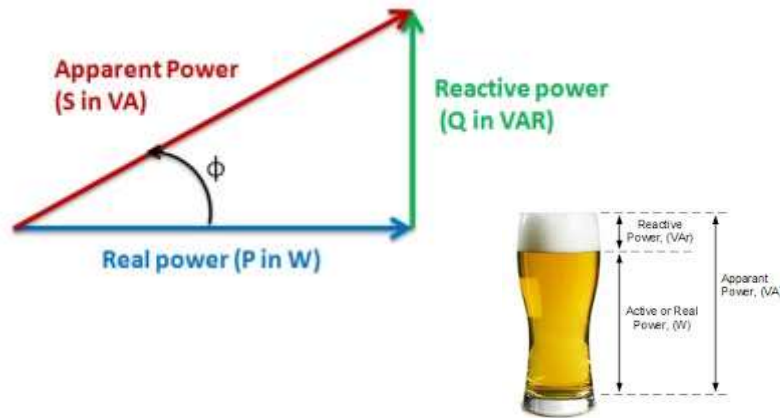 Apparent Power
(S in VA)
Reactive power
(Q in VAR)
ϕ
Real power (P in W)
Reactive
Power, (VAr)
Apparant
Power, (VA)
Active or Real
Power, (W)